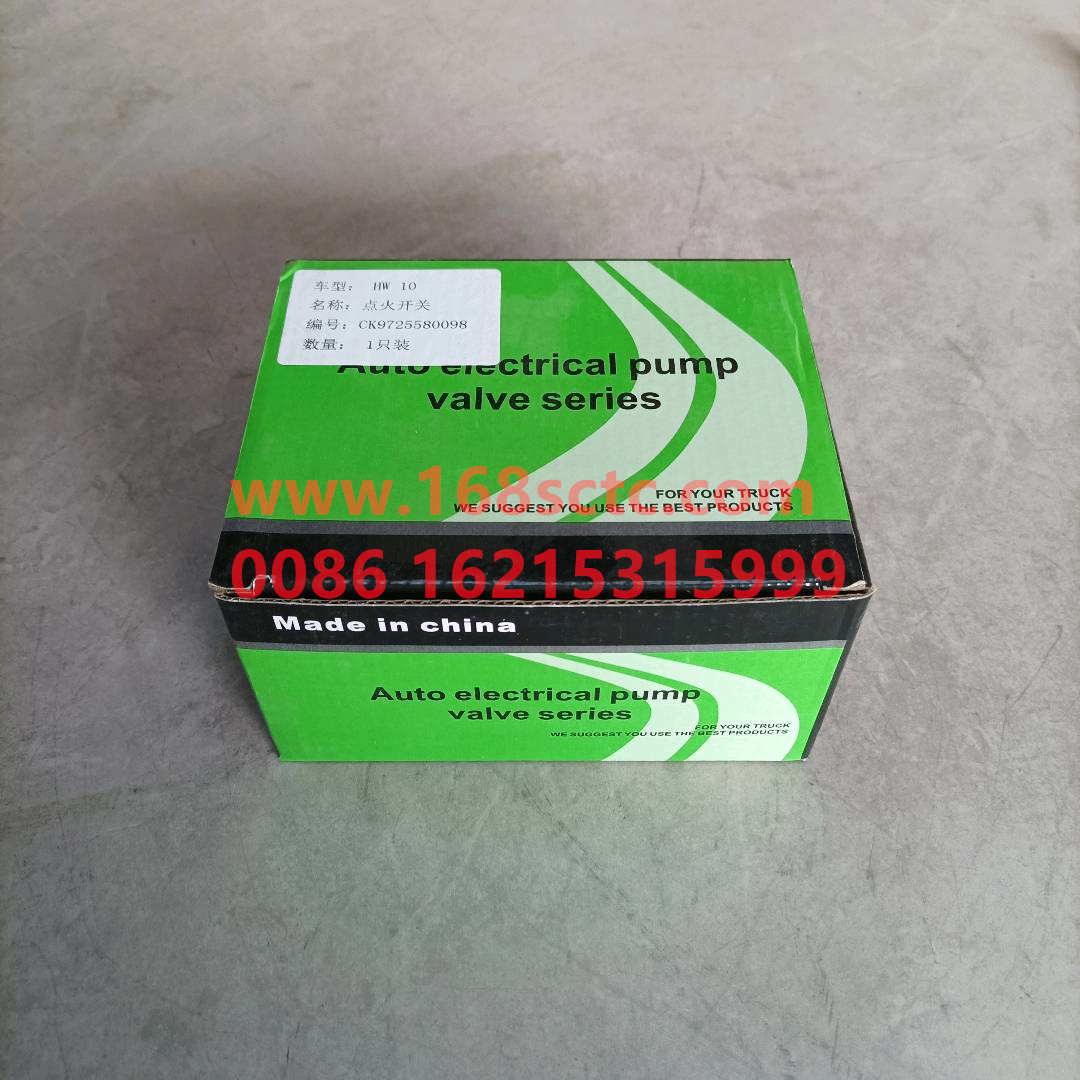 车型： HW 10
名称：点火开关
编号：CK9725580098
数量： 1只装
Auto electrical pump
valve series
www.168sctc.com
FOR YOUR TRUCK
WE SUGGEST YOU USE THE BEST PRODUCTS
0086 16215315999
Made in china
Auto electrical pump
valve series
FOR YOUR TRUCK
WE SUGGEST YOU USE THE BEST PRODUCTS